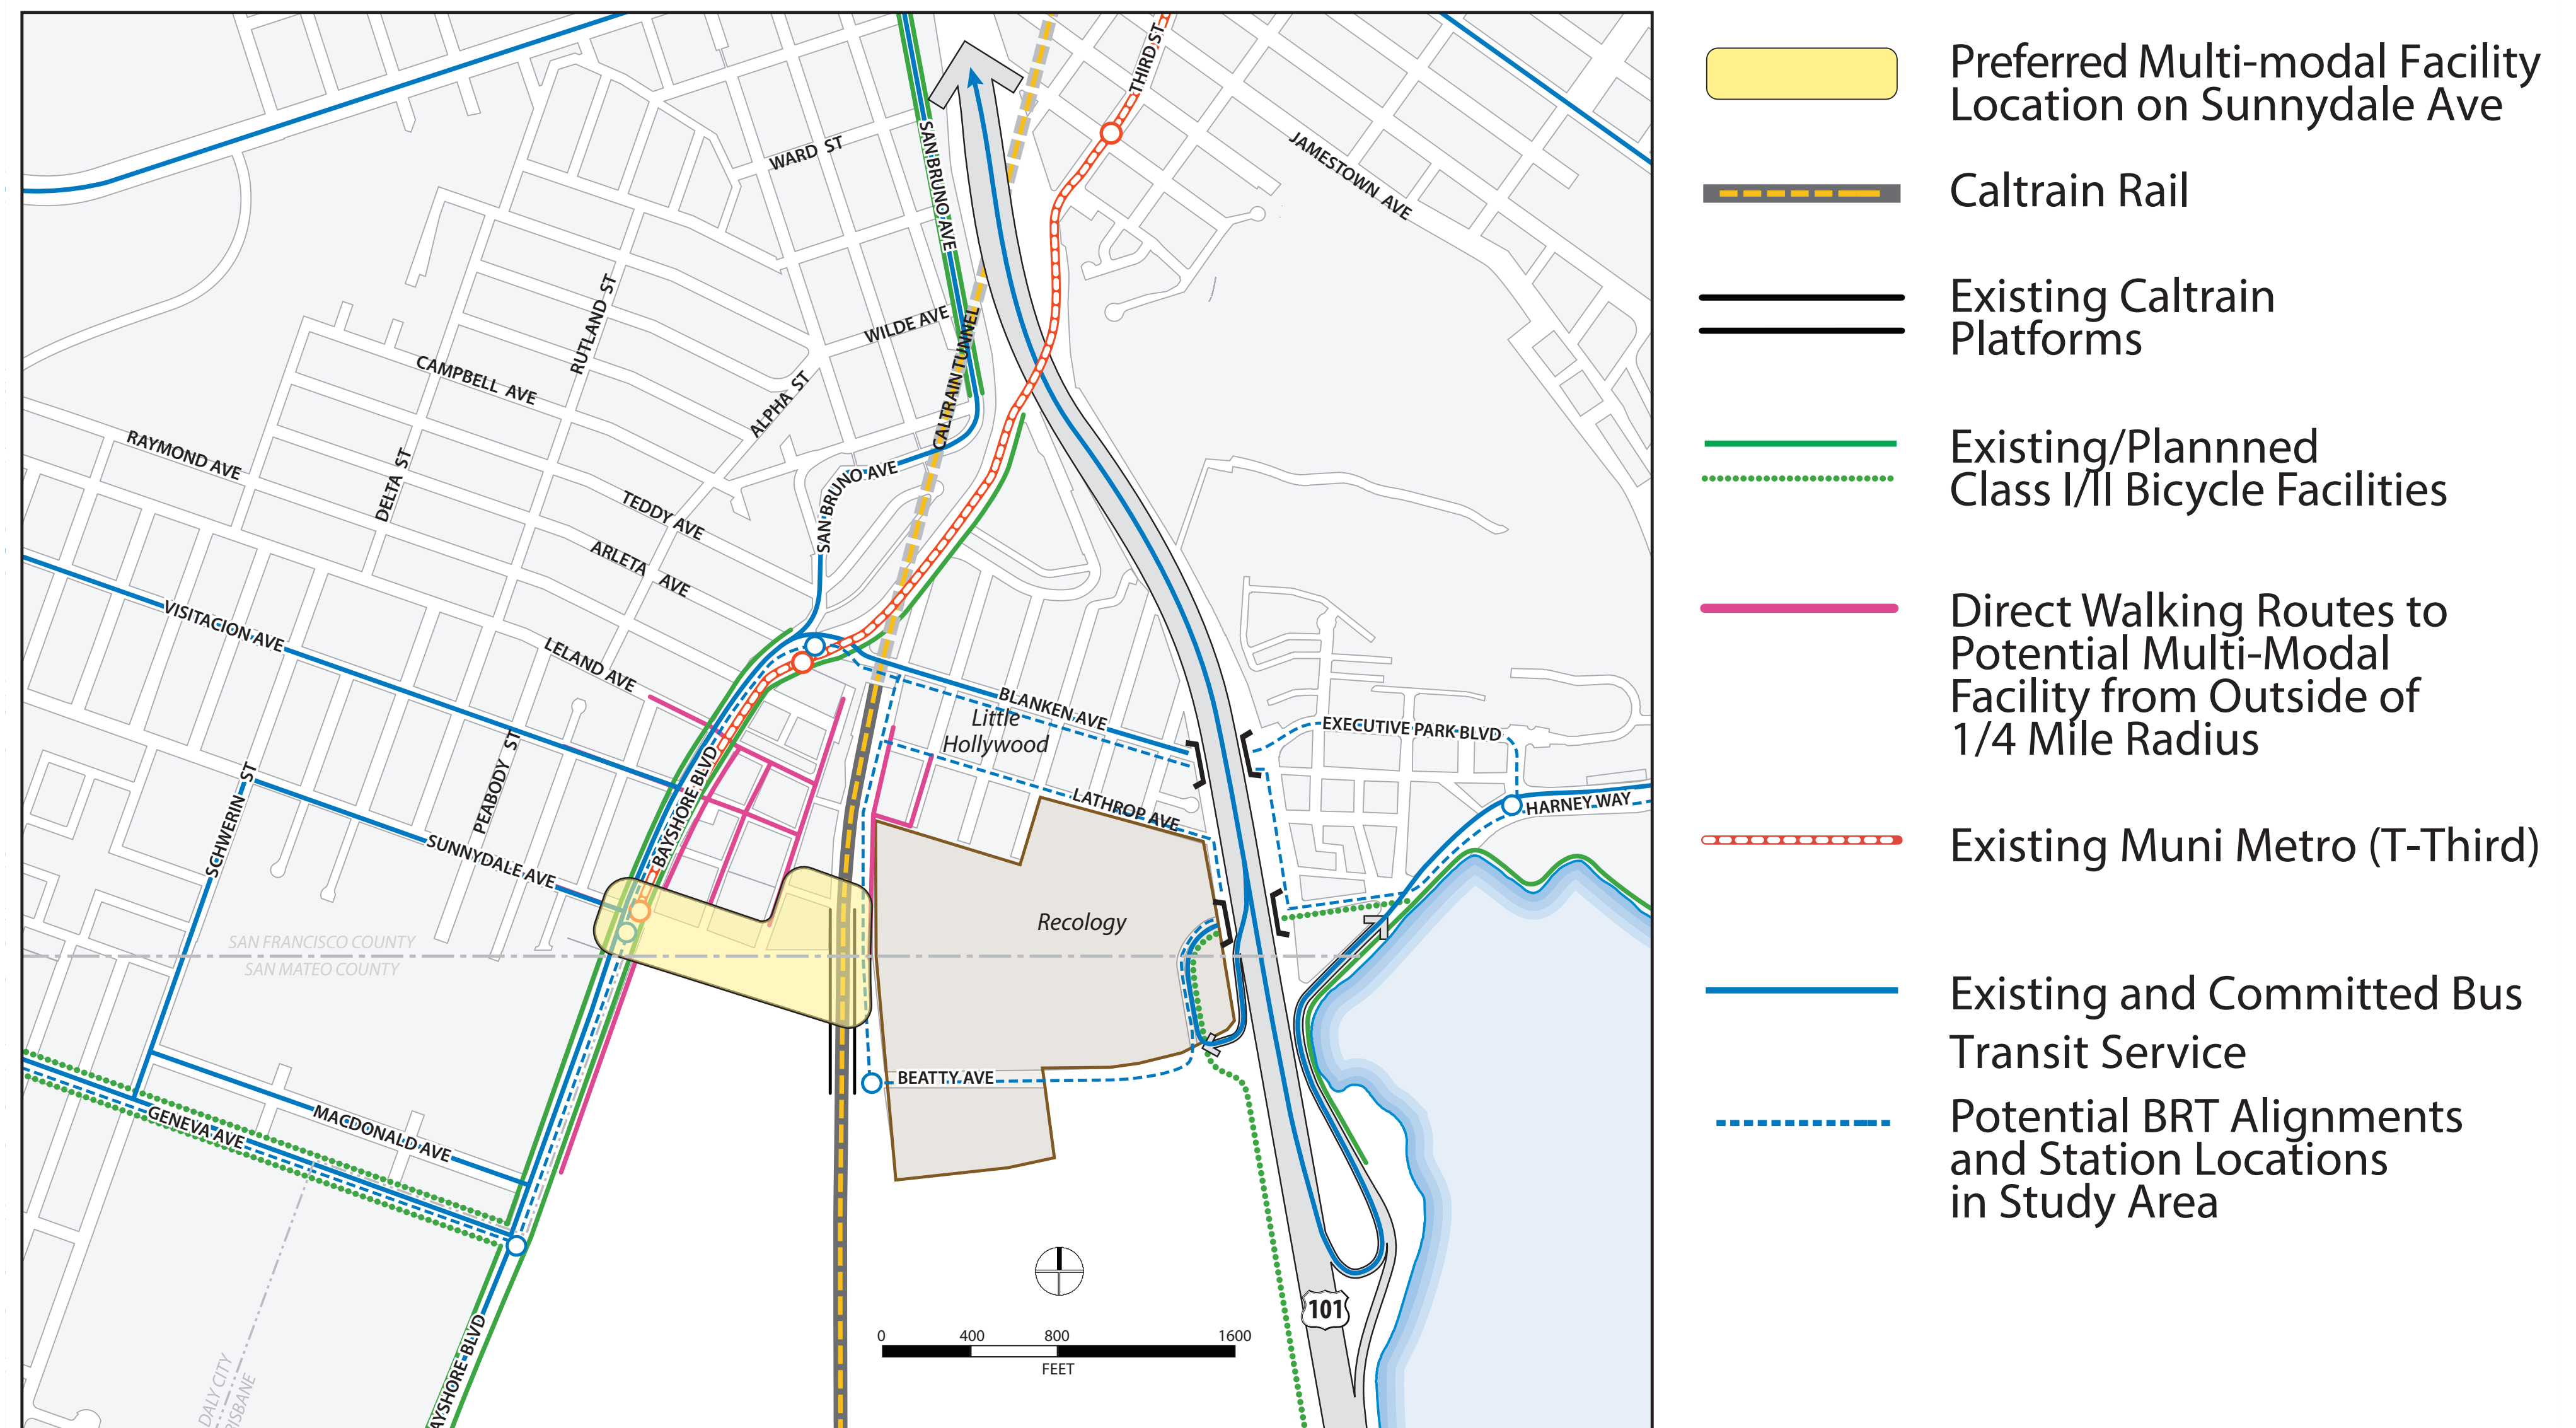 THIRD ST
WARD ST
SAN BRUNO AVE
JAMESTOWN AVE
RUTLAND ST
WILDE AVE
CALTRAIN TUNNEL
CAMPBELL AVE
ALPHA ST
RAYMOND AVE
DELTA ST
SAN BRUNO AVE
TEDDY AVE
ARLETA AVE
VISITACION AVE
LELAND AVE
BLANKEN AVE
Little
Hollywood
EXECUTIVE PARK BLVD
PEABODY ST
BAYSHORE BLVD
LATHROP AVE
HARNEY WAY
SCHWERIN ST
SUNNYDALE AVE
Recology
SAN FRANCISCO COUNTY
SAN MATEO COUNTY
BEATTY AVE
GENEVA AVE
MACDONALD AVE
101
0 400 800 1600
FEET
AYSHORE BLVD
DALY CITY
RISBANE
Preferred Multi-modal Facility
Location on Sunnydale Ave
Caltrain Rail
Existing Caltrain
Platforms
Existing/Plannned
Class I/II Bicycle Facilities
Direct Walking Routes to
Potential Multi-Modal
Facility from Outside of
1/4 Mile Radius
Existing Muni Metro (T-Third)
Existing and Committed Bus
Transit Service
Potential BRT Alignments
and Station Locations
in Study Area